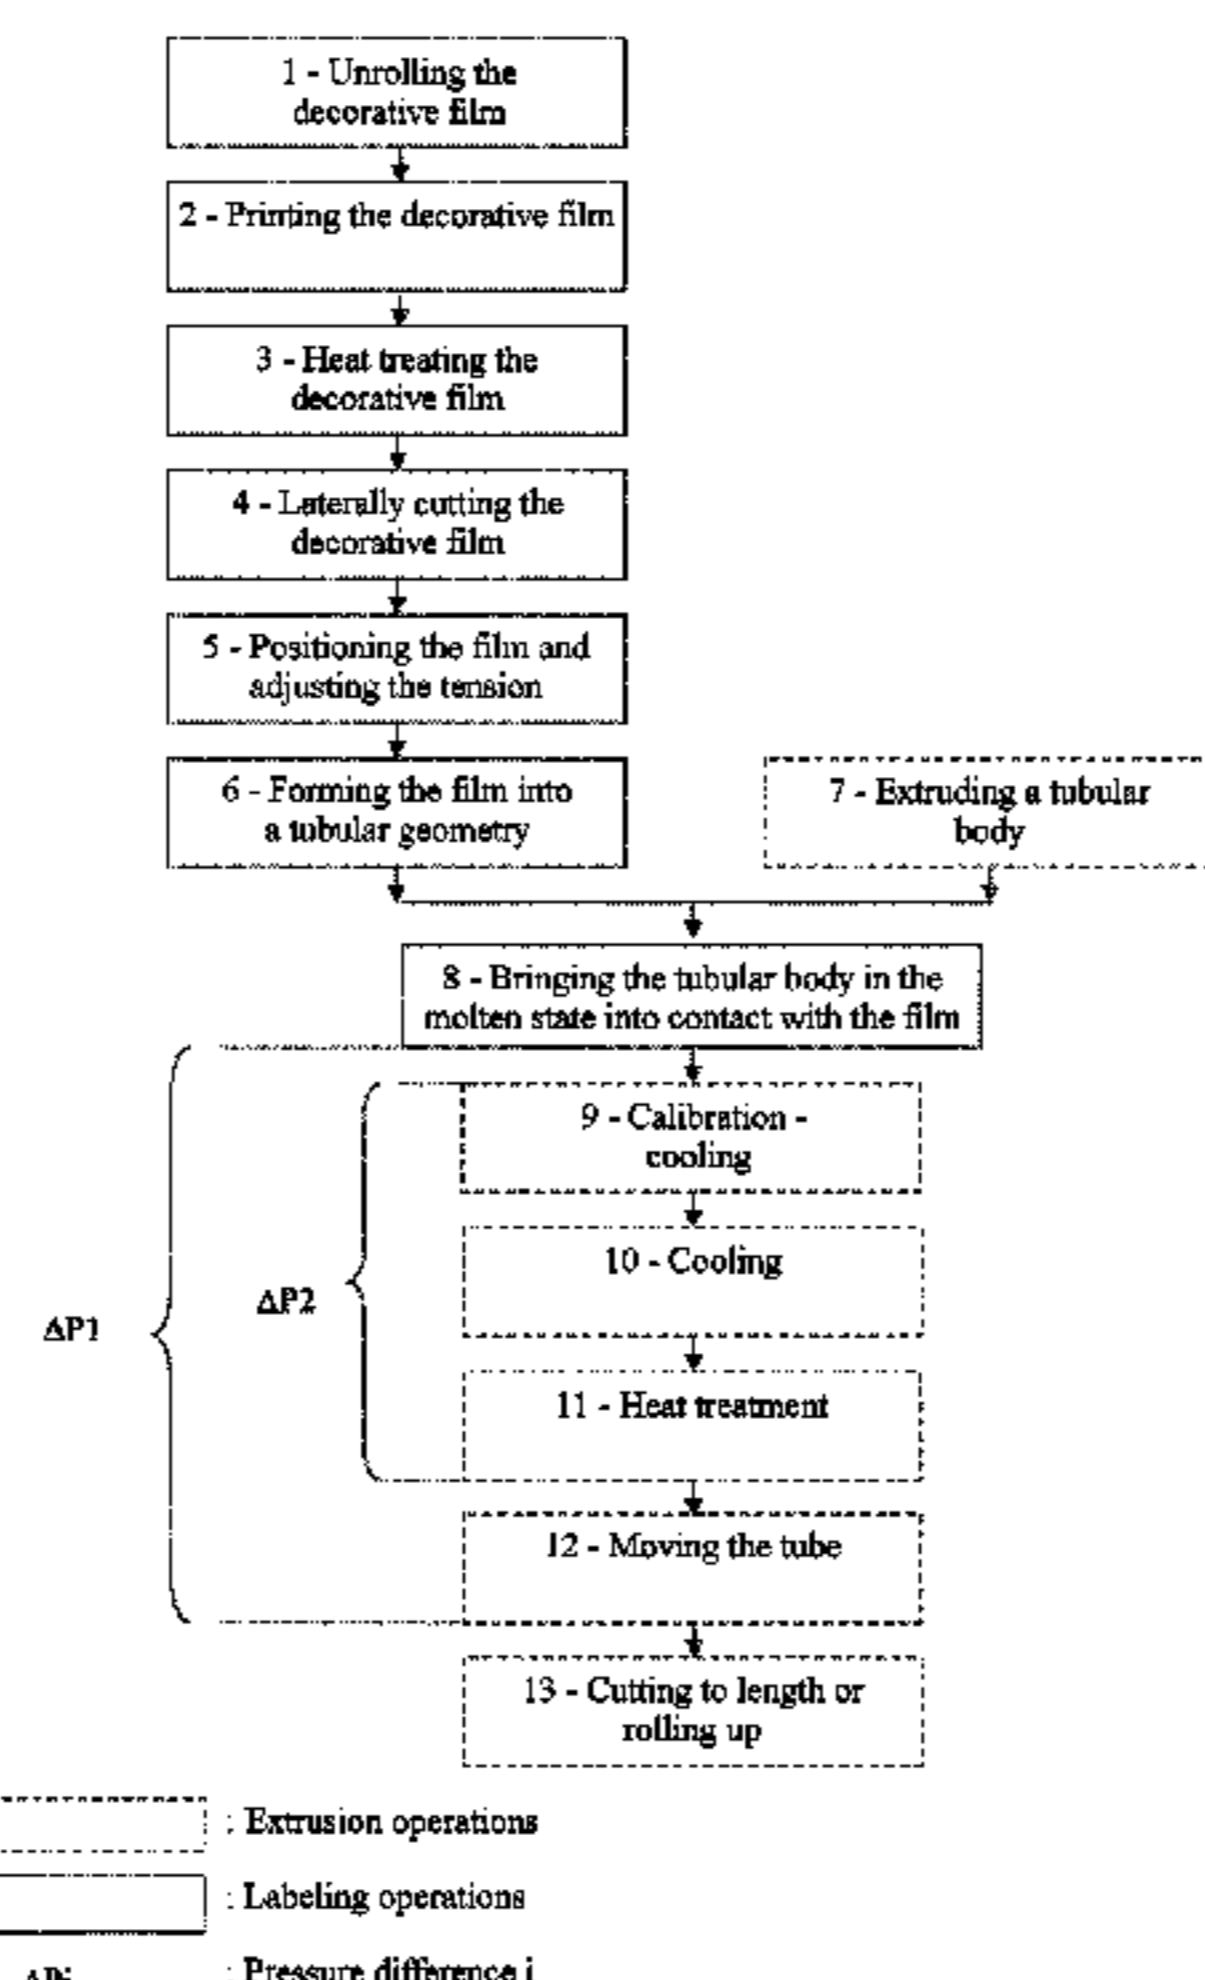 1 - Unrolling the
decorative film
2 - Printing the decorative film
3 - Heat treating the
decorative film
4 - Laterally cutting the
decorative film
5 - Positioning the film and
adjusting the tension
6 - Forming the film into
a tubular geometry
7 - Extruding a tubular
body
8 - Bringing the tubular body in the
molten state into contact with the film
9 - Calibration -
cooling
10 - Cooling
ΔP2
ΔP1
11 - Heat treatment
12 - Moving the tube
13 - Cutting to length or
rolling up
: Extrusion operations
: Labeling operations
ΔPi : Pressure difference i